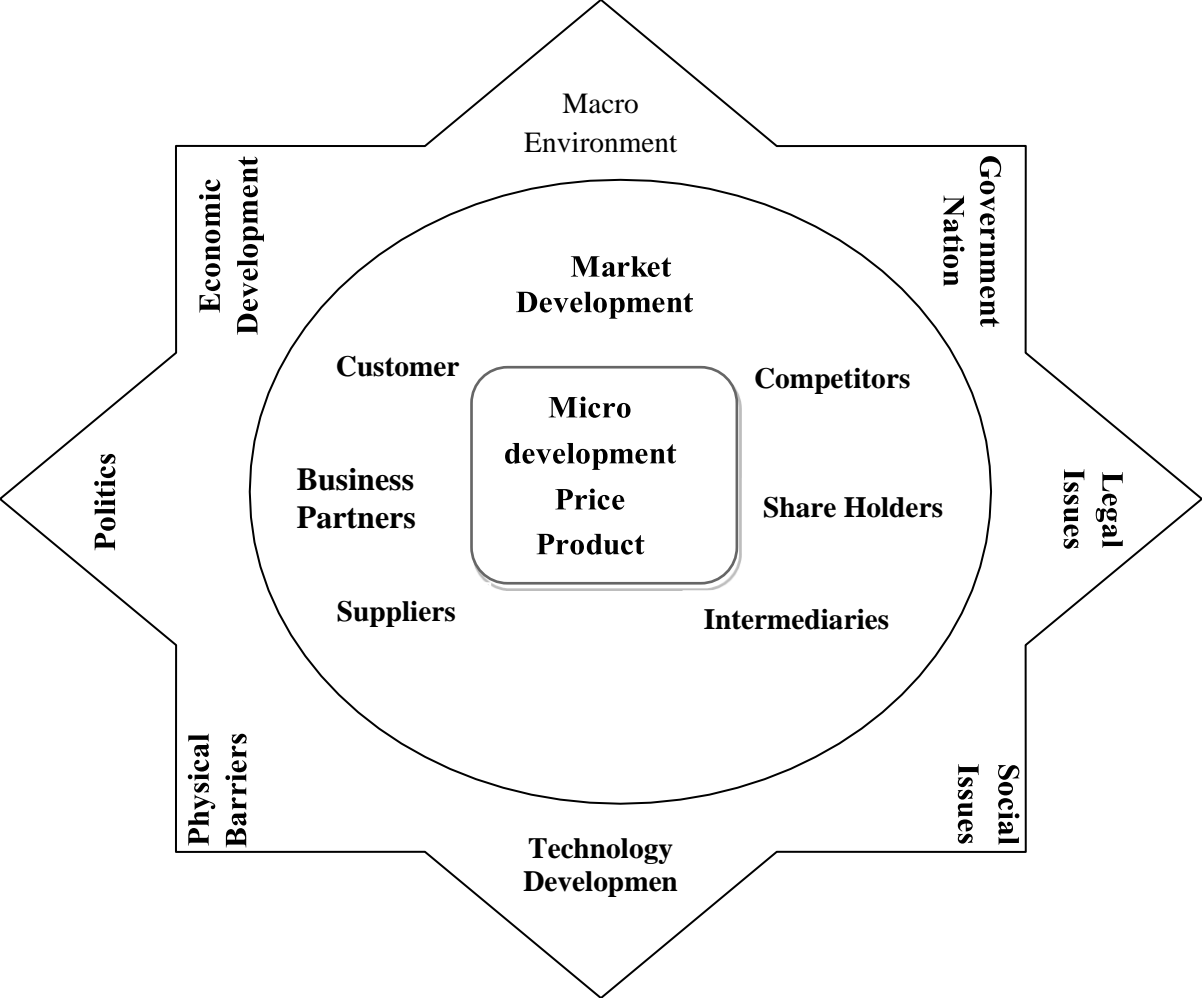 Macro
Environment
Economic
Development
Government
Nation
Market
Development
Customer
Competitors
Micro
development
Price
Product
Business
Partners
Share Holders
Politics
Legal
Issues
Suppliers
Intermediaries
Physical
Barriers
Social
Issues
Technology
Developmen